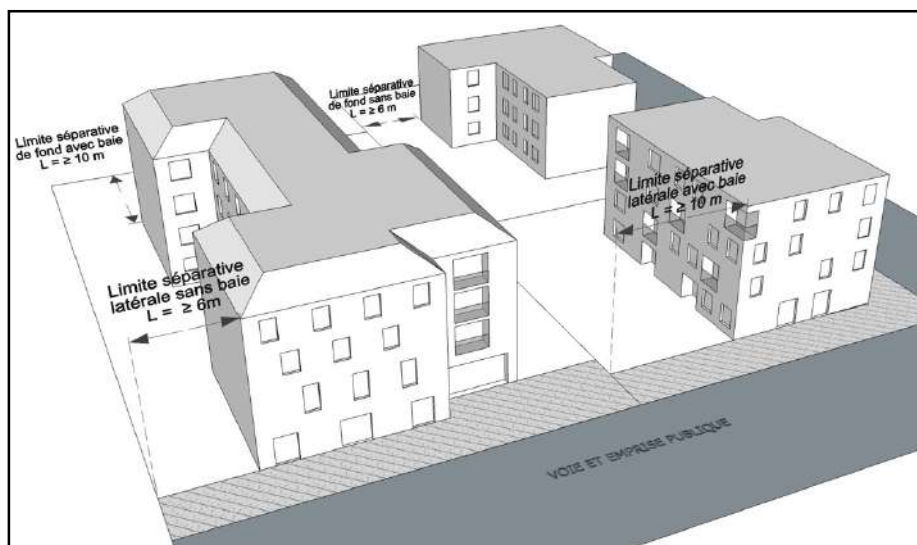 Limite séparative
de fond sans baie
L = ≥ 6 m
Limite séparative
de fond avec baie
L = ≥ 10 m
Limite séparative
latérale avec baie
L = ≥ 10 m
Limite séparative
latérale sans baie
L = ≥ 6m
VOIE ET EMPRISE PUBLIQUE